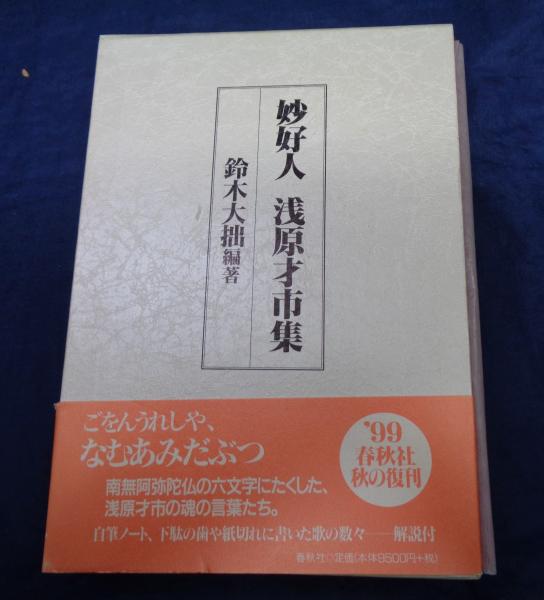 妙好人 浅原才市集
鈴木大拙編著
ごをんうれしや、
なむあみだぶつ
南無阿弥陀仏の六文字にたくした、
浅原才市の魂の言葉たち。
自筆ノート、下駄の歯や紙切れに書いた歌の数々──解説付
春秋社◇定価(本体9500円+税)
'99
春秋社
秋の復刊